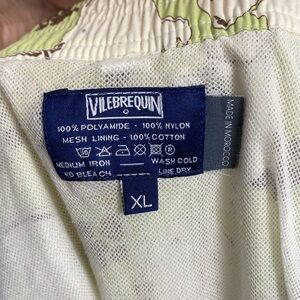 VILEBREQUIN
100% POLYAMIDE - 100% NYLON
MESH LINING - 100% COTTON
MEDIUM IRON WASH COLD
NO BLEACH LINE DRY
XL
MADE IN MOROCCO